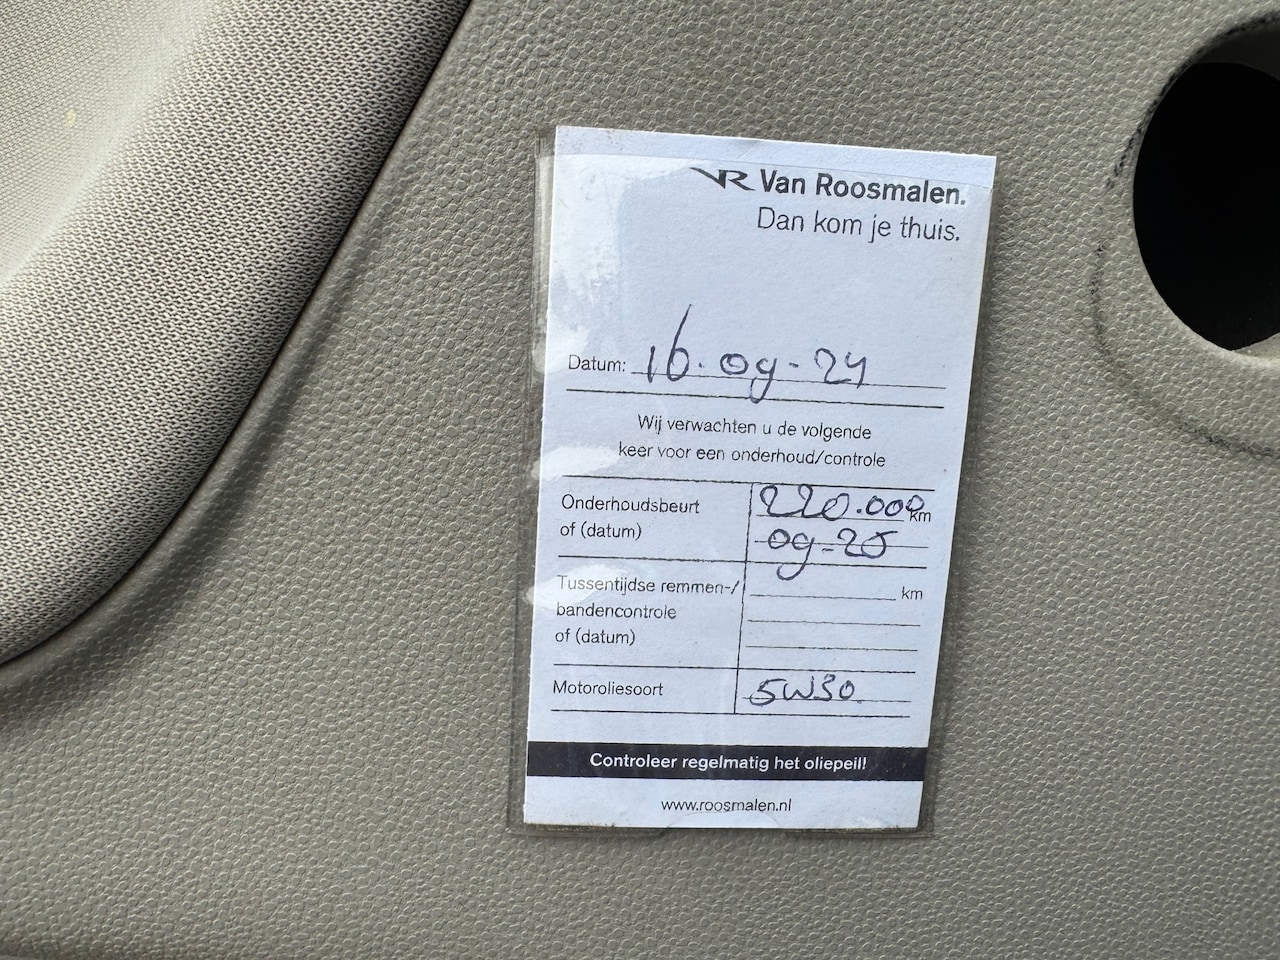 VR Van Roosmalen.
Dan kom je thuis.
Datum: 16-09-24
Wij verwachten u de volgende
keer voor een onderhoud/controle
Onderhoudsbeurt 220.000 km
of (datum) 09-25
Tussentijdse remmen-/ km
bandencontrole
of (datum)
Motoroliesoort 5W30
Controleer regelmatig het oliepeil!
www.roosmalen.nl